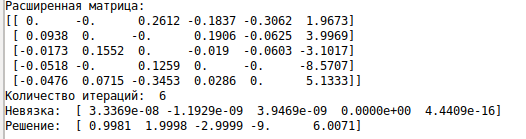 Расширенная матрица:
[[ 0.     -0.      0.2612 -0.1837 -0.3062  1.9673]
 [ 0.0938  0.     -0.      0.1906 -0.0625  3.9969]
 [-0.0173  0.1552  0.     -0.019  -0.0603 -3.1017]
 [-0.0518 -0.      0.1259  0.     -0.     -8.5707]
 [-0.0476  0.0715 -0.3453  0.0286  0.      5.1333]]
Количество итераций:  6
Невязка:  [ 3.3369e-08 -1.1929e-09  3.9469e-09  0.0000e+00  4.4409e-16]
Решение:  [ 0.9981  1.9998 -2.9999 -9.      6.0071]